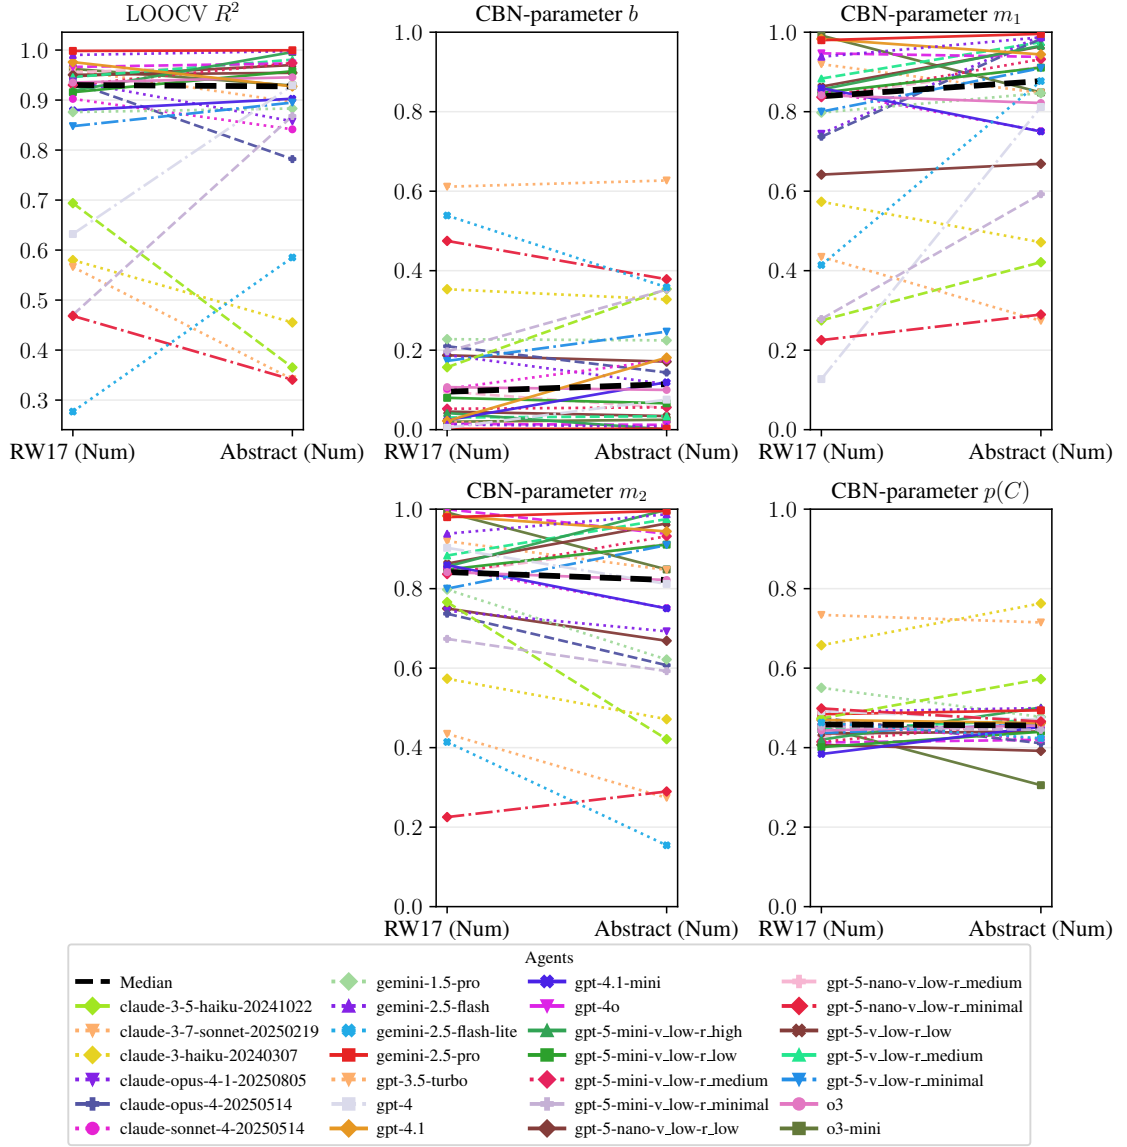 LOOCV R²
1.0
0.9
0.8
0.7
0.6
0.5
0.4
0.3
RW17 (Num)
Abstract (Num)
CBN-parameter b
1.0
0.8
0.6
0.4
0.2
0.0
RW17 (Num)
Abstract (Num)
CBN-parameter m₁
1.0
0.8
0.6
0.4
0.2
0.0
RW17 (Num)
Abstract (Num)
CBN-parameter m₂
1.0
0.8
0.6
0.4
0.2
0.0
RW17 (Num)
Abstract (Num)
CBN-parameter p(C)
1.0
0.8
0.6
0.4
0.2
0.0
RW17 (Num)
Abstract (Num)
Agents
Median
claude-3-5-haiku-20241022
claude-3-7-sonnet-20250219
claude-3-haiku-20240307
claude-opus-4-1-20250805
claude-opus-4-20250514
claude-sonnet-4-20250514
gemini-1.5-pro
gemini-2.5-flash
gemini-2.5-flash-lite
gemini-2.5-pro
gpt-3.5-turbo
gpt-4
gpt-4.1
gpt-4.1-mini
gpt-4o
gpt-5-mini-v_low-r_high
gpt-5-mini-v_low-r_low
gpt-5-mini-v_low-r_medium
gpt-5-mini-v_low-r_minimal
gpt-5-nano-v_low-r_low
gpt-5-nano-v_low-r_medium
gpt-5-nano-v_low-r_minimal
gpt-5-v_low-r_low
gpt-5-v_low-r_medium
gpt-5-v_low-r_minimal
o3
o3-mini